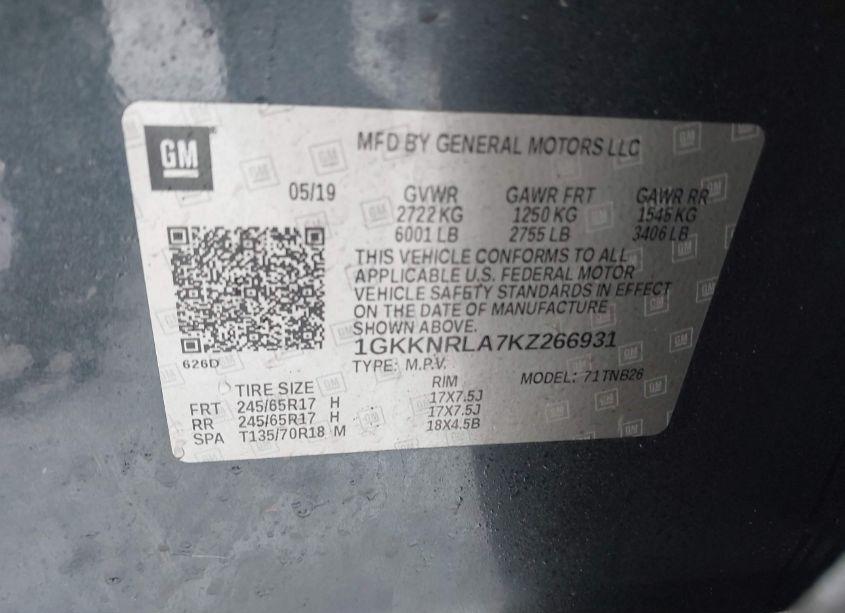 GM
MFD BY GENERAL MOTORS LLC
05/19
GVWR GAWR FRT GAWR RR
2722 KG 1250 KG 1545 KG
6001 LB 2755 LB 3406 LB
THIS VEHICLE CONFORMS TO ALL
APPLICABLE U.S. FEDERAL MOTOR
VEHICLE SAFETY STANDARDS IN EFFECT
ON THE DATE OF MANUFACTURE
SHOWN ABOVE.
1GKKNRLA7KZ266931
626D
TYPE: M.P.V. MODEL: 71TNB26
TIRE SIZE RIM
FRT 245/65R17 H 17X7.5J
RR 245/65R17 H 17X7.5J
SPA T135/70R18 M 18X4.5B